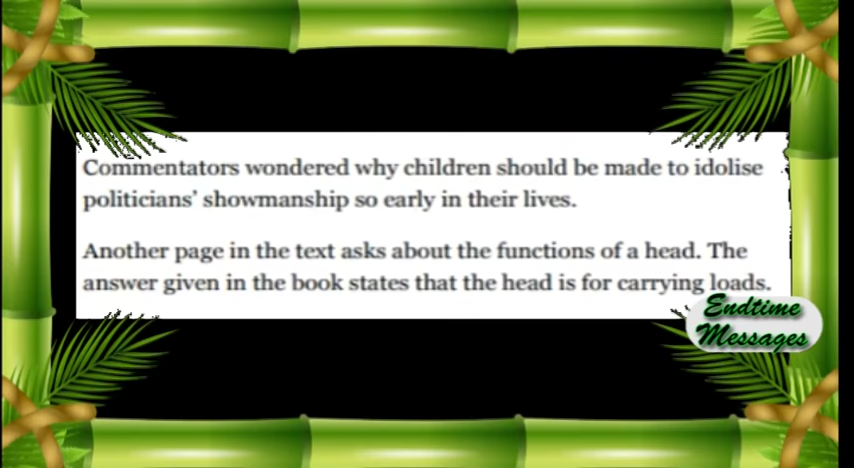 Commentators wondered why children should be made to idolise
politicians’ showmanship so early in their lives.
Another page in the text asks about the functions of a head. The
answer given in the book states that the head is for carrying loads.
Endtime
Messages